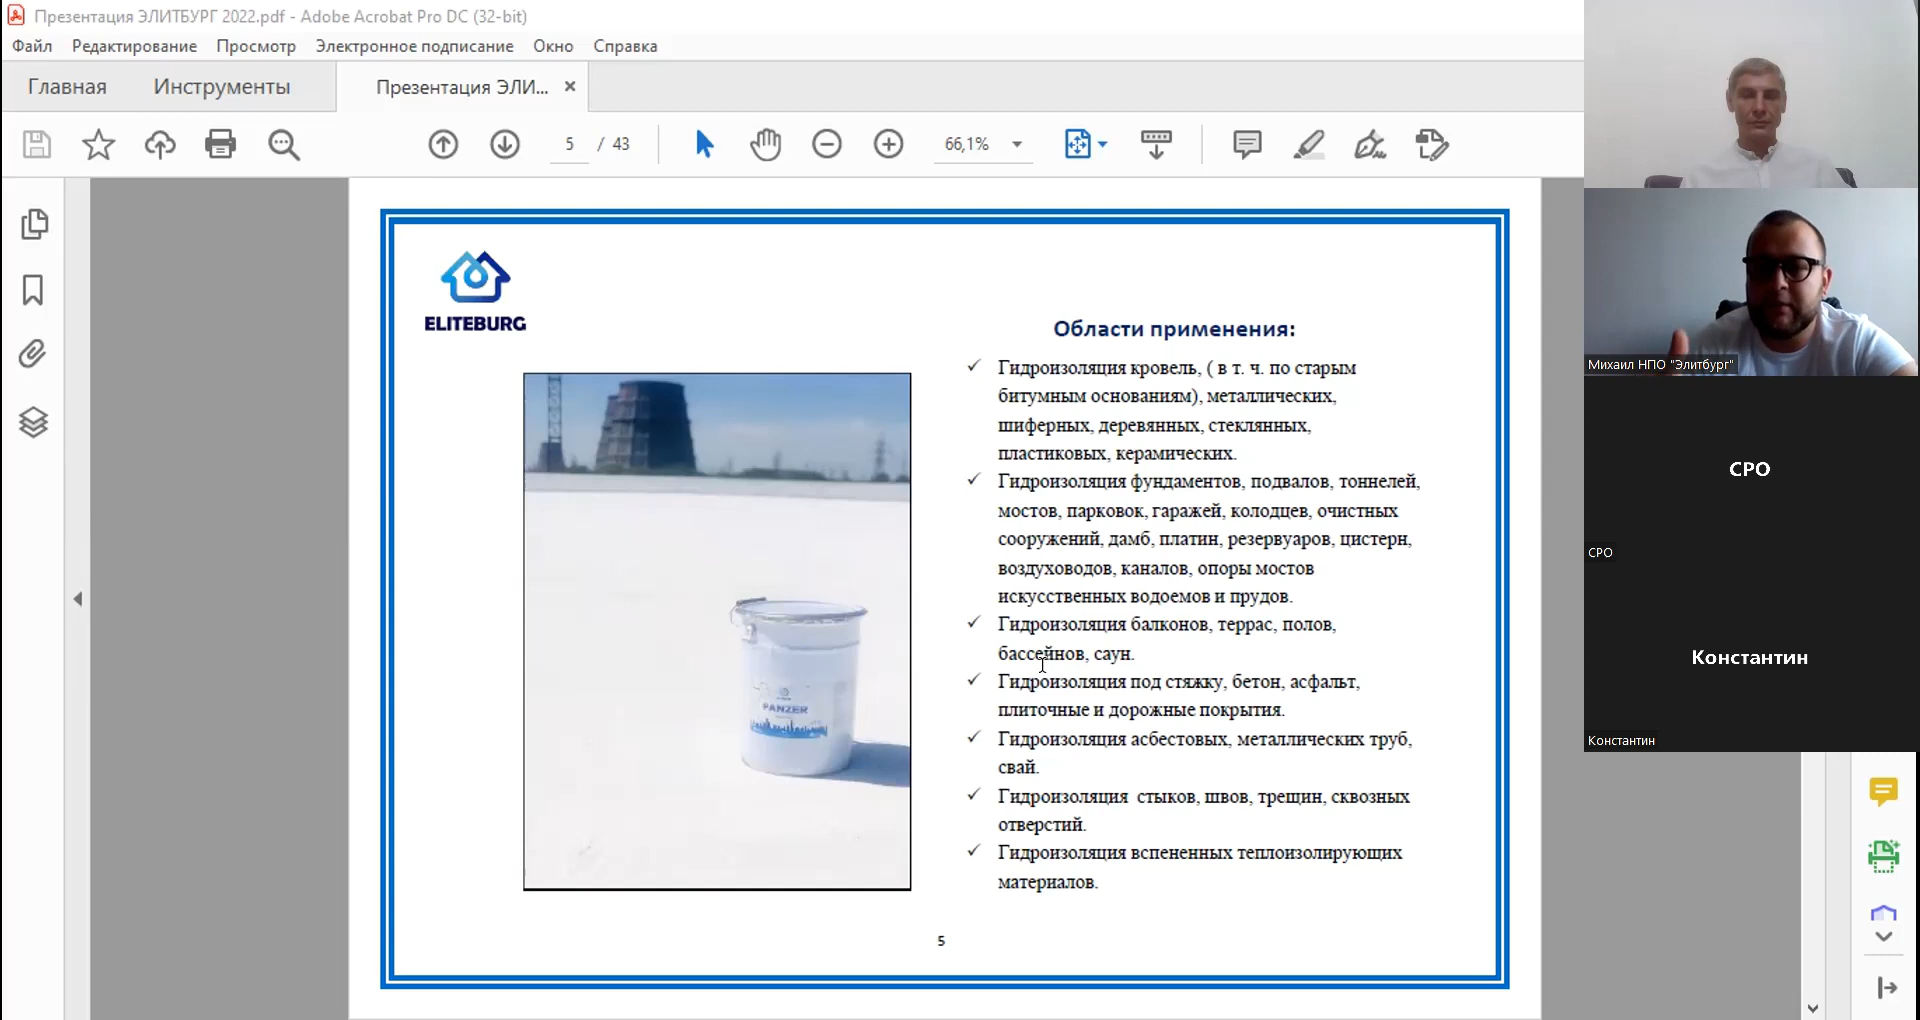 Презентация ЭЛИТБУРГ 2022.pdf - Adobe Acrobat Pro DC (32-bit)
Файл Редактирование Просмотр Электронное подписание Окно Справка
Главная Инструменты Презентация ЭЛИ... ×
5 / 43 66,1%
ELITEBURG
Области применения:
✓ Гидроизоляция кровель, ( в т. ч. по старым
битумным основаниям), металлических,
шиферных, деревянных, стеклянных,
пластиковых, керамических.
✓ Гидроизоляция фундаментов, подвалов, тоннелей,
мостов, парковок, гаражей, колодцев, очистных
сооружений, дамб, платин, резервуаров, цистерн,
воздуховодов, каналов, опоры мостов
искусственных водоемов и прудов.
✓ Гидроизоляция балконов, террас, полов,
бассейнов, саун.
✓ Гидроизоляция под стяжку, бетон, асфальт,
плиточные и дорожные покрытия.
✓ Гидроизоляция асбестовых, металлических труб,
свай.
✓ Гидроизоляция стыков, швов, трещин, сквозных
отверстий.
✓ Гидроизоляция вспененных теплоизолирующих
материалов.
PANZER
5
Михаил НПО "Элитбург"
СРО
СРО
Константин
Константин